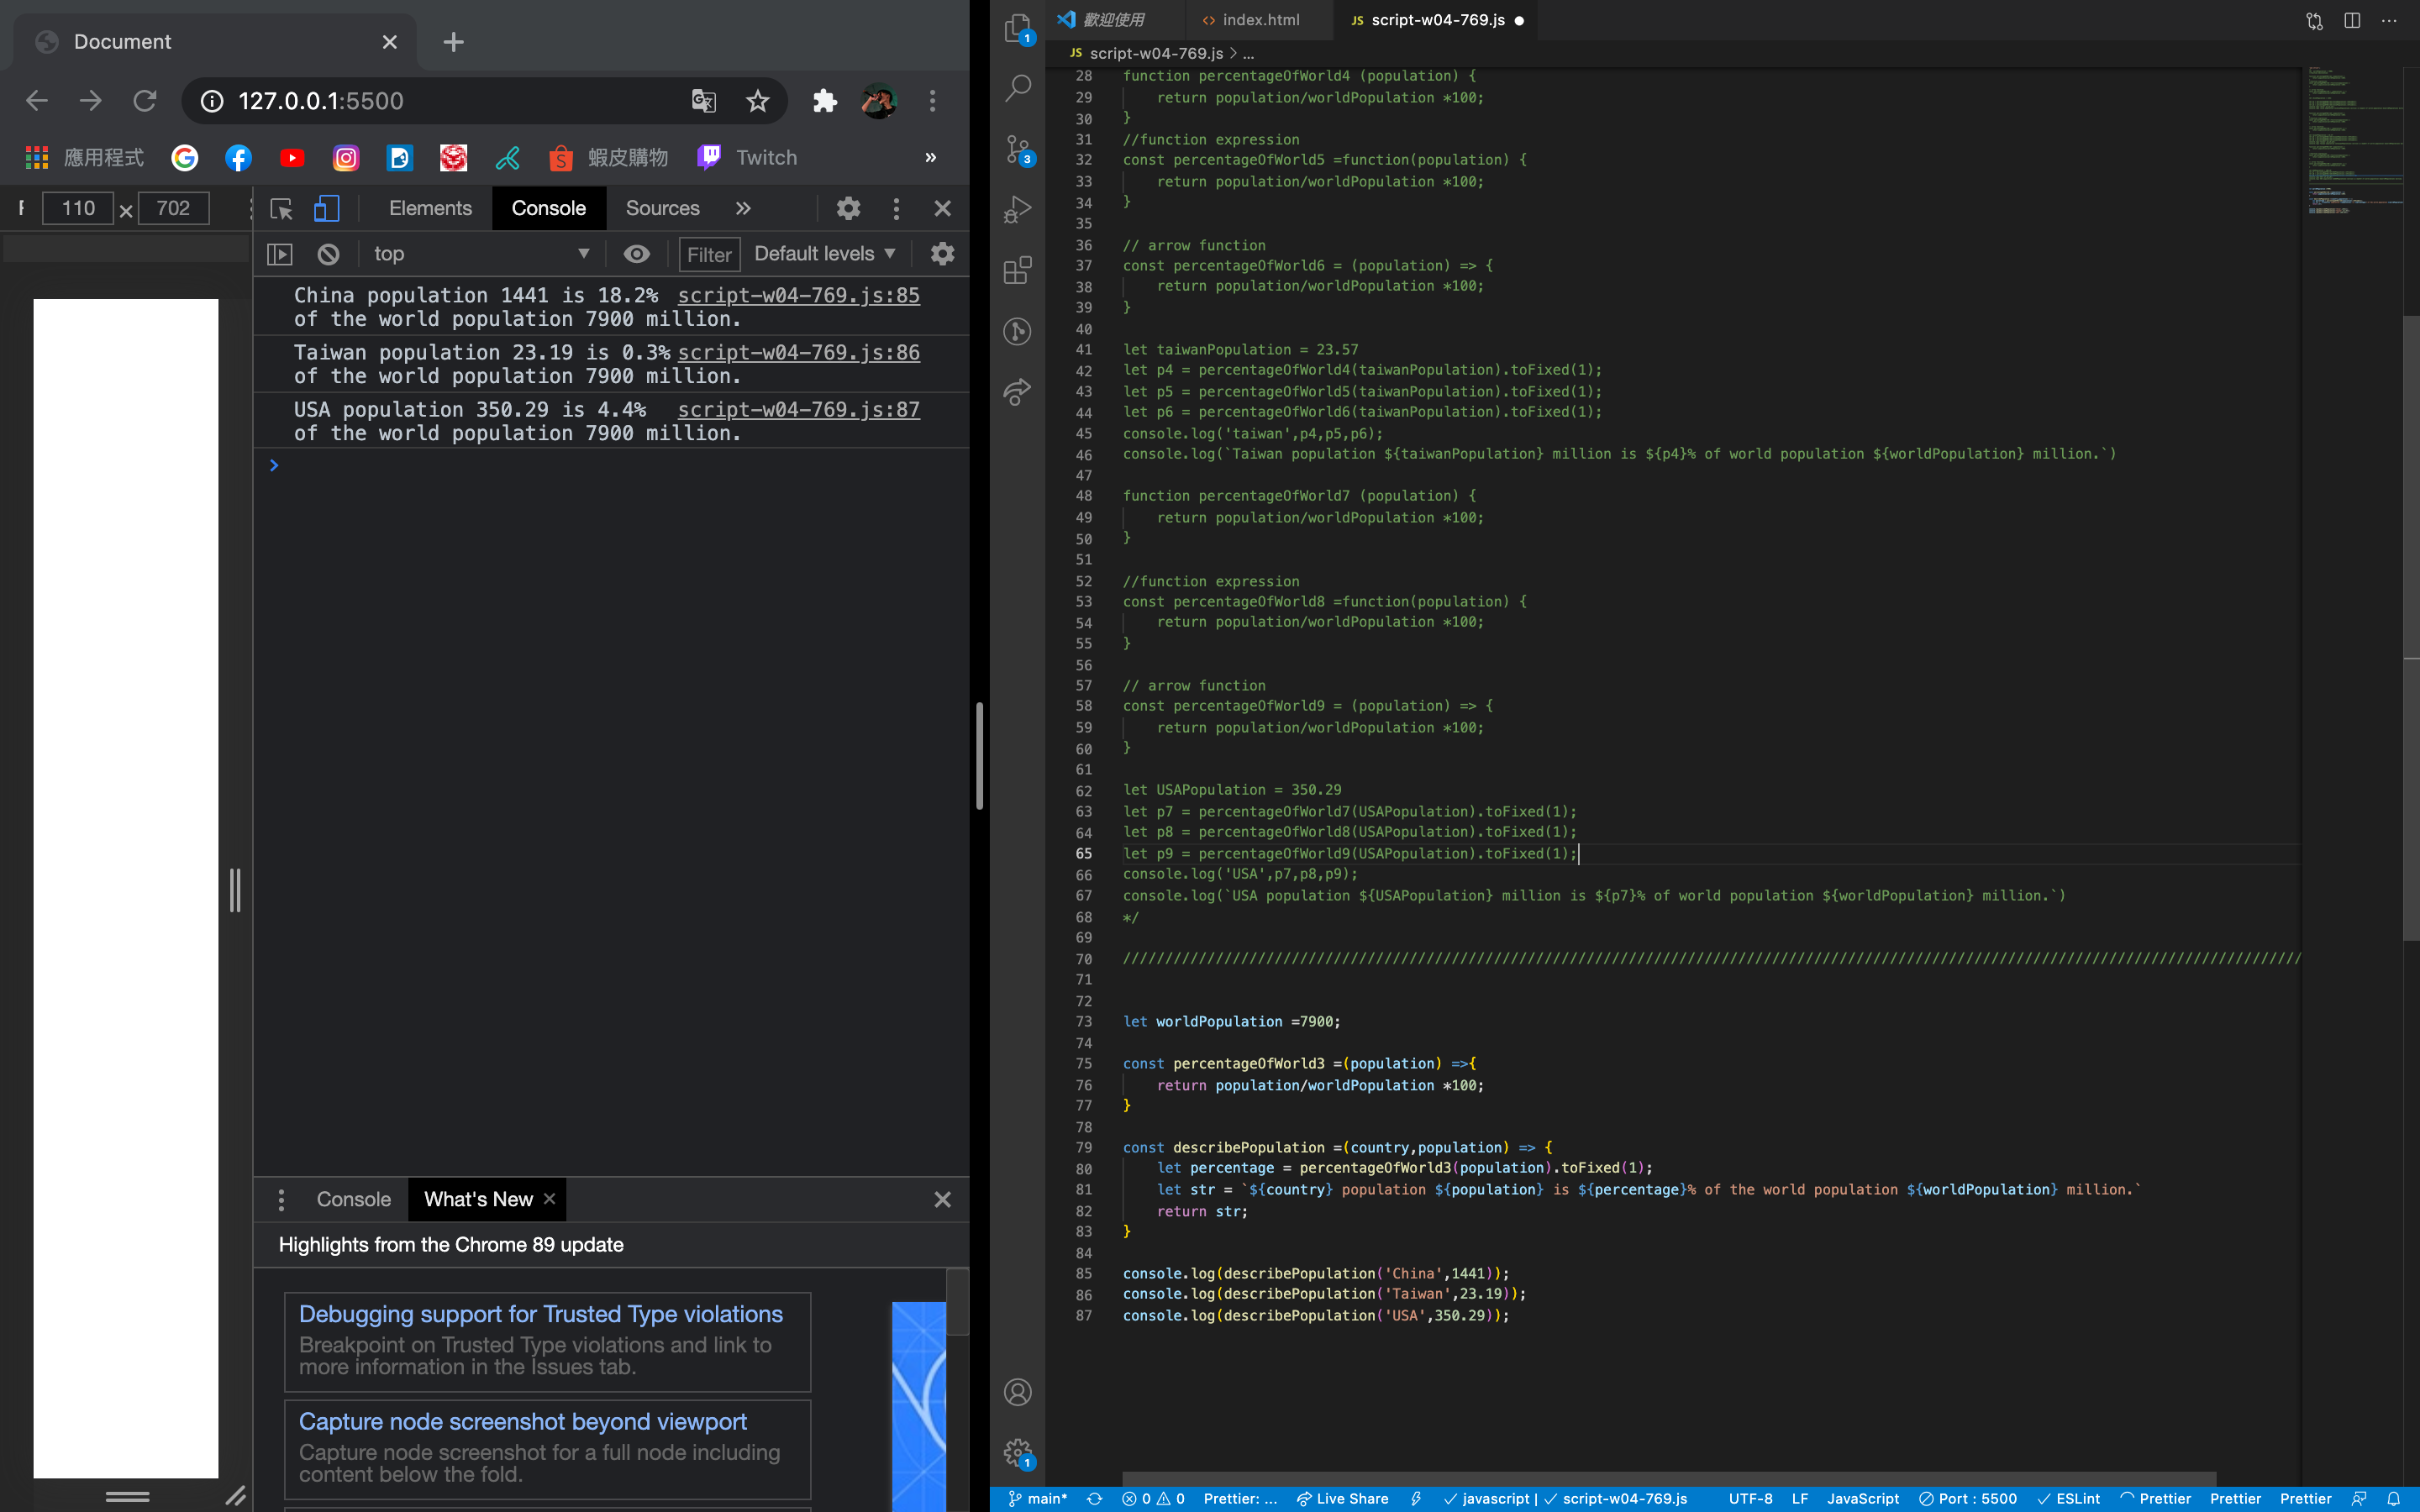 Document
127.0.0.1:5500
應用程式
蝦皮購物
Twitch
»
110 × 702
Elements
Console
Sources
»
top
Filter
Default levels
China population 1441 is 18.2% of the world population 7900 million.
script-w04-769.js:85
Taiwan population 23.19 is 0.3% of the world population 7900 million.
script-w04-769.js:86
USA population 350.29 is 4.4% of the world population 7900 million.
script-w04-769.js:87
Console
What's New
Highlights from the Chrome 89 update
Debugging support for Trusted Type violations
Breakpoint on Trusted Type violations and link to
more information in the Issues tab.
Capture node screenshot beyond viewport
Capture node screenshot for a full node including
content below the fold.
歡迎使用
index.html
JS script-w04-769.js
JS script-w04-769.js > ...
28 function percentageOfWorld4 (population) {
29     return population/worldPopulation *100;
30 }
31 //function expression
32 const percentageOfWorld5 =function(population) {
33     return population/worldPopulation *100;
34 }
35
36 // arrow function
37 const percentageOfWorld6 = (population) => {
38     return population/worldPopulation *100;
39 }
40
41 let taiwanPopulation = 23.57
42 let p4 = percentageOfWorld4(taiwanPopulation).toFixed(1);
43 let p5 = percentageOfWorld5(taiwanPopulation).toFixed(1);
44 let p6 = percentageOfWorld6(taiwanPopulation).toFixed(1);
45 console.log('taiwan',p4,p5,p6);
46 console.log(`Taiwan population ${taiwanPopulation} million is ${p4}% of world population ${worldPopulation} million.`)
47
48 function percentageOfWorld7 (population) {
49     return population/worldPopulation *100;
50 }
51
52 //function expression
53 const percentageOfWorld8 =function(population) {
54     return population/worldPopulation *100;
55 }
56
57 // arrow function
58 const percentageOfWorld9 = (population) => {
59     return population/worldPopulation *100;
60 }
61
62 let USAPopulation = 350.29
63 let p7 = percentageOfWorld7(USAPopulation).toFixed(1);
64 let p8 = percentageOfWorld8(USAPopulation).toFixed(1);
65 let p9 = percentageOfWorld9(USAPopulation).toFixed(1);
66 console.log('USA',p7,p8,p9);
67 console.log(`USA population ${USAPopulation} million is ${p7}% of world population ${worldPopulation} million.`)
68 */
69
70 ////////////////////////////////////////////////////////////////////////////////////////////////////////////////////////////////////////////
71
72
73 let worldPopulation =7900;
74
75 const percentageOfWorld3 =(population) =>{
76     return population/worldPopulation *100;
77 }
78
79 const describePopulation =(country,population) => {
80     let percentage = percentageOfWorld3(population).toFixed(1);
81     let str = `${country} population ${population} is ${percentage}% of the world population ${worldPopulation} million.`
82     return str;
83 }
84
85 console.log(describePopulation('China',1441));
86 console.log(describePopulation('Taiwan',23.19));
87 console.log(describePopulation('USA',350.29));
main* 0 0 Prettier: ... Live Share javascript | script-w04-769.js UTF-8 LF JavaScript Port : 5500 ESLint Prettier Prettier Prettier